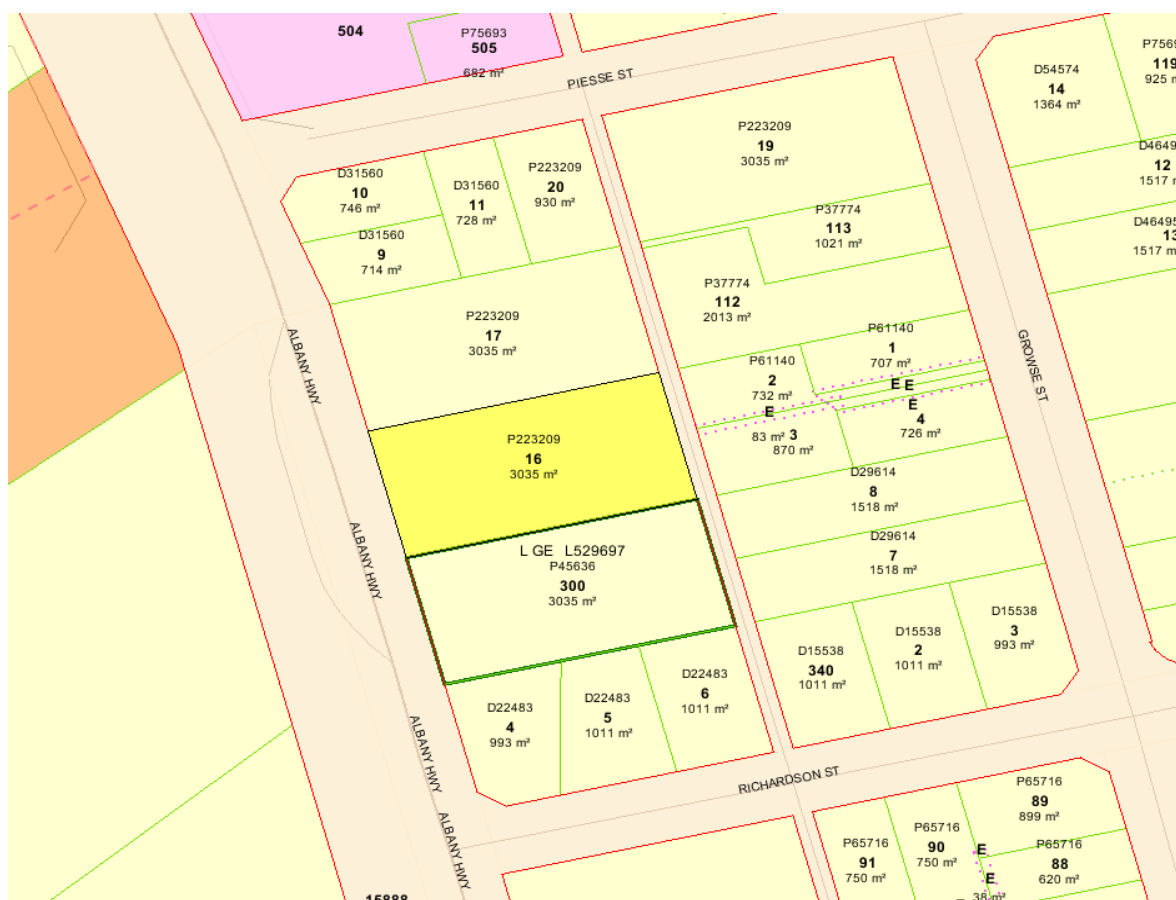 504
P75693
505
682 m²
PIESSE ST
D54574
14
1364 m²
119
925 m
P223209
19
3035 m²
D31560
10
746 m²
D31560
11
728 m²
P223209
20
930 m²
12
1517 m
D31560
9
714 m²
P37774
113
1021 m²
13
1517 m²
P37774
112
2013 m²
P223209
17
3035 m²
ALBANY HWY
GROWSE ST
P61140
1
707 m²
P61140
2
732 m²
E E
E
E
4
726 m²
83 m² 3
870 m²
P223209
16
3035 m²
D29614
8
1518 m²
ALBANY HWY
L GE L529697
P45636
300
3035 m²
D29614
7
1518 m²
D15538
340
1011 m²
D15538
2
1011 m²
D15538
3
993 m²
D22483
4
993 m²
D22483
5
1011 m²
D22483
6
1011 m²
ALBANY HWY
RICHARDSON ST
P65716
89
899 m²
ALBANY HWY
P65716
91
750 m²
P65716
90
750 m²
E
P65716
88
620 m²
E
38 m²
15888